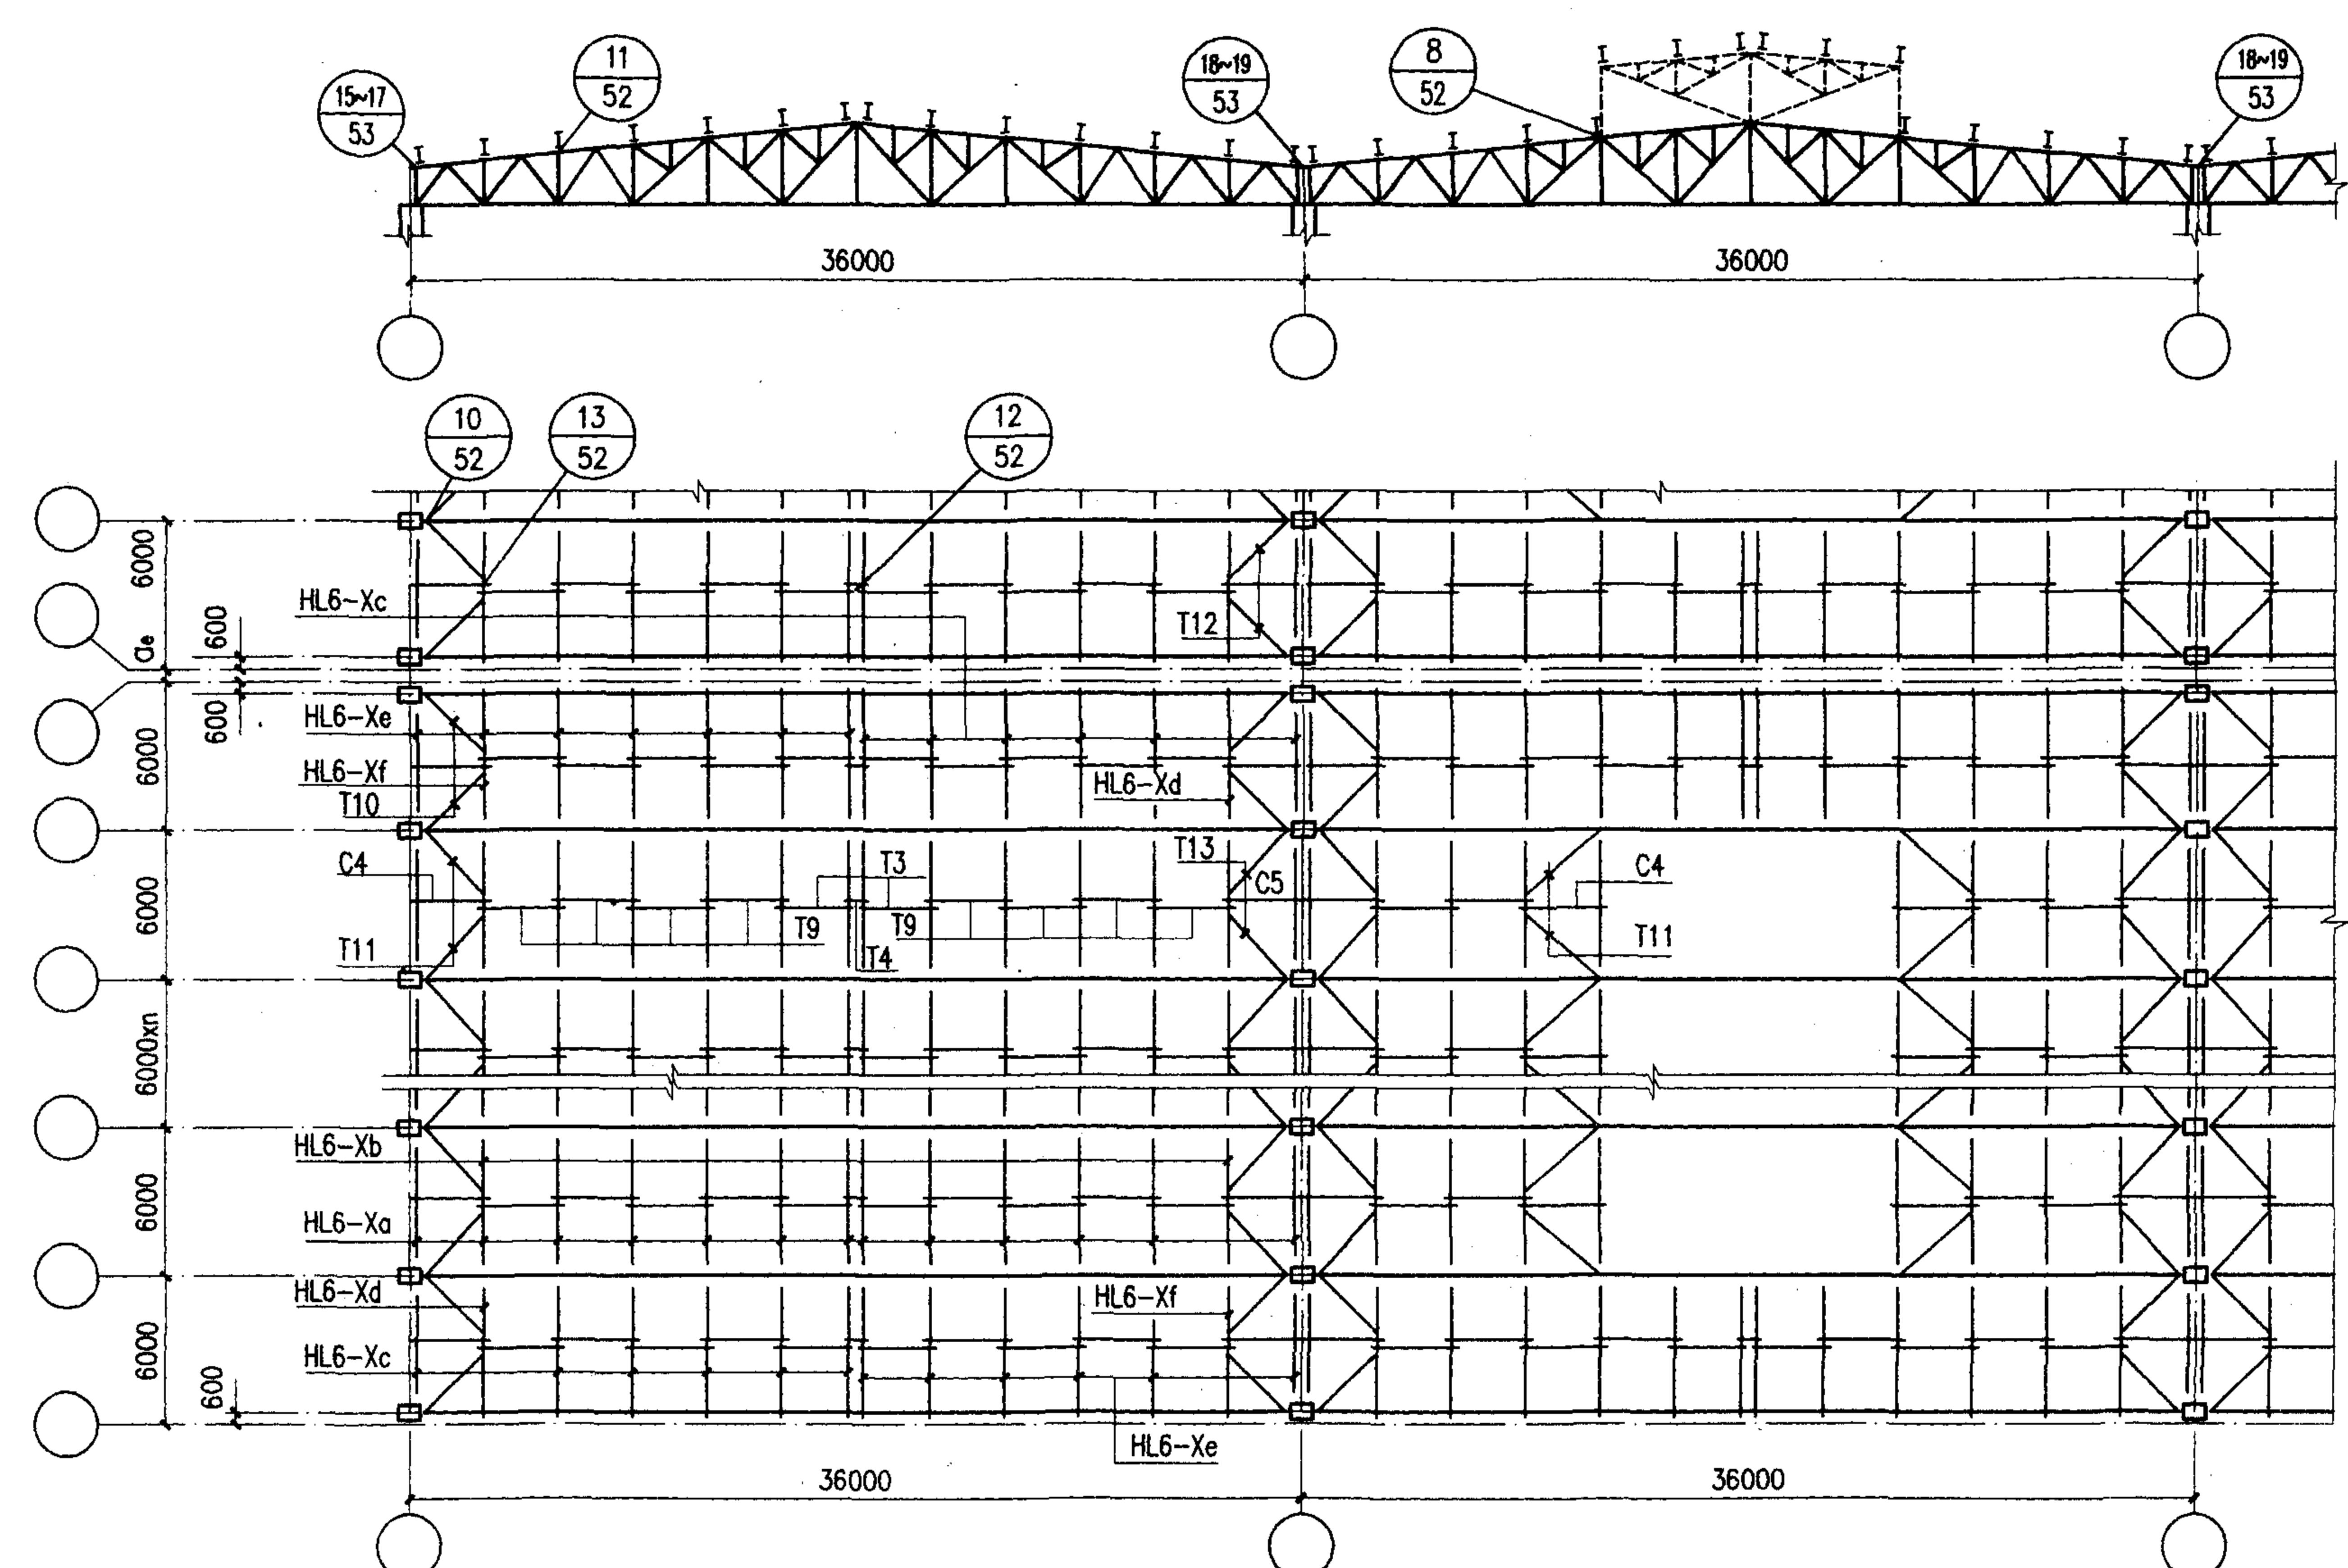 11
52
15~17
53
18~19
53
8
52
18~19
53
36000
36000
10
52
13
52
12
52
6000
HL6-Xc
600
T12
ae
600
HL6-Xe
6000
HL6-Xf
T10
HL6-Xd
C4
T3
T13
C5
C4
6000
T9
T9
T11
T4
T11
6000xn
HL6-Xb
6000
HL6-Xa
HL6-Xd
HL6-Xf
6000
HL6-Xc
600
HL6-Xe
36000
36000